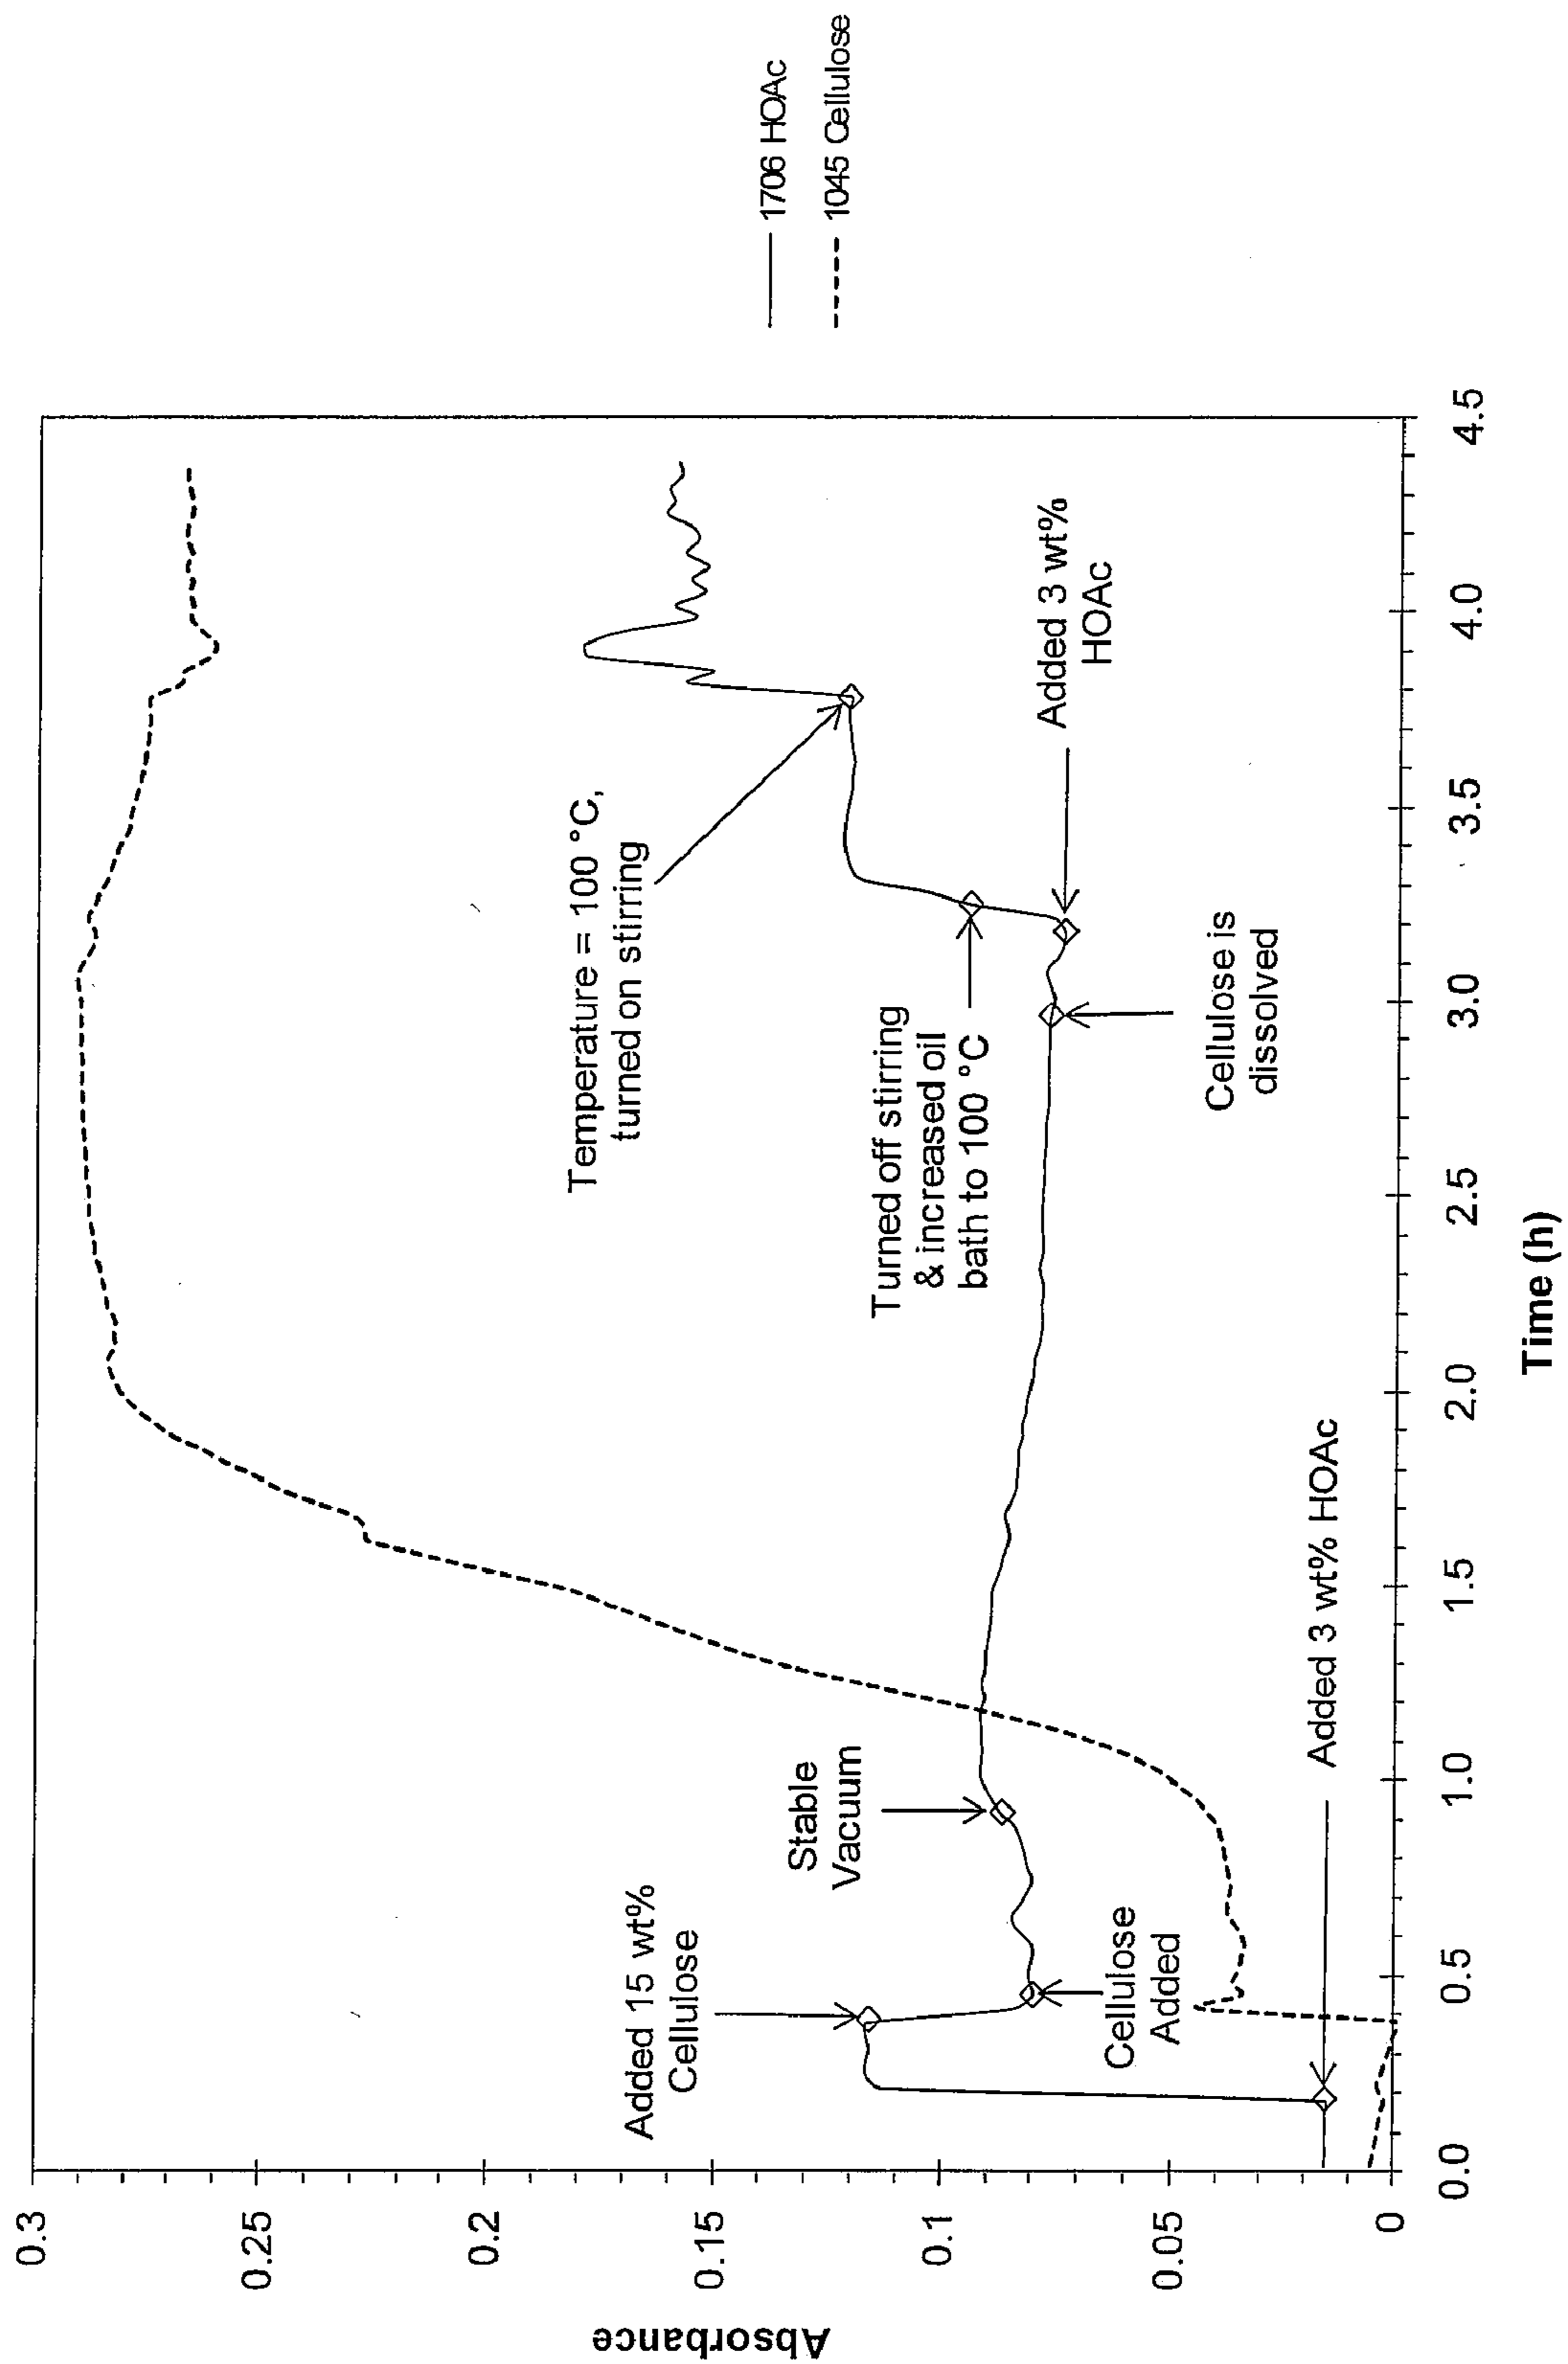 0.3
0.25
0.2
0.15
0.1
0.05
0
Absorbance
0.0
0.5
1.0
1.5
2.0
2.5
3.0
3.5
4.0
4.5
Time (h)
Added 15 wt%
Cellulose
Stable
Vacuum
Cellulose
Added
Added 3 wt% HOAc
Temperature = 100 °C,
turned on stirring
Turned off stirring
& increased oil
bath to 100 °C
Cellulose is
dissolved
Added 3 wt%
HOAc
1706 HOAc
1045 Cellulose